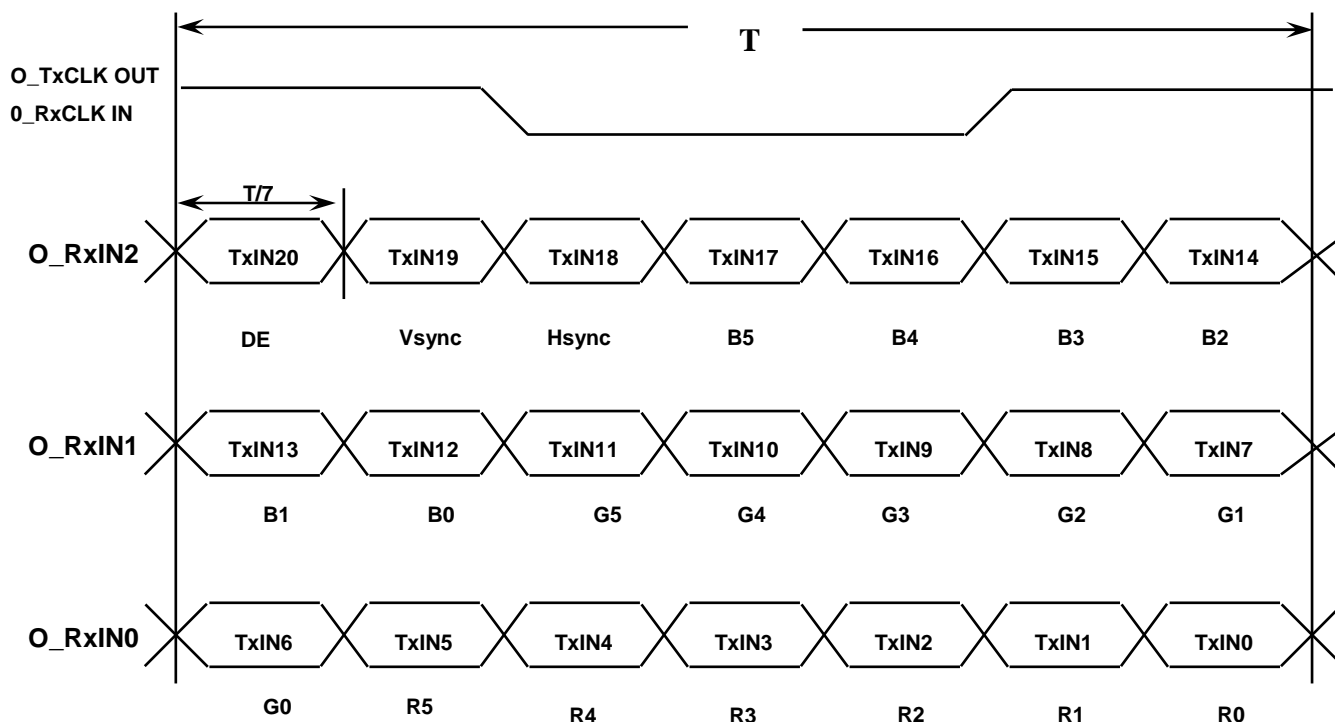 T
O_TxCLK OUT
0_RxCLK IN
T/7
O_RxIN2 TxIN20 TxIN19 TxIN18 TxIN17 TxIN16 TxIN15 TxIN14
DE Vsync Hsync B5 B4 B3 B2
O_RxIN1 TxIN13 TxIN12 TxIN11 TxIN10 TxIN9 TxIN8 TxIN7
B1 B0 G5 G4 G3 G2 G1
O_RxIN0 TxIN6 TxIN5 TxIN4 TxIN3 TxIN2 TxIN1 TxIN0
G0 R5 R4 R3 R2 R1 R0